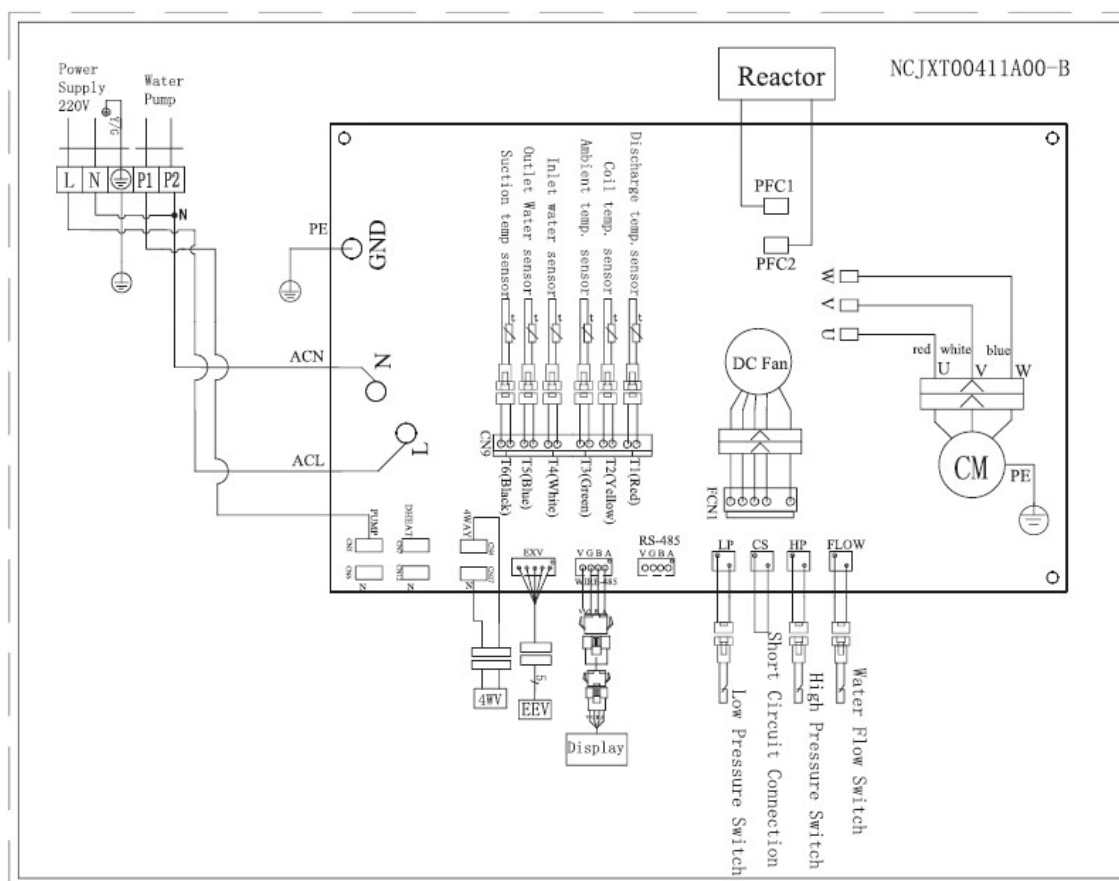 NCJXT00411A00-B
Power
Supply
220V
Water
Pump
Y/G
L
N
P1
P2
N
Reactor
PFC1
PFC2
PE
GND
ACN
N
ACL
L
Suction temp sensor
Outlet Water sensor
Inlet water sensor
Ambient temp. sensor
Coil temp. sensor
Discharge temp. sensor
t
t
t
t
t
t
CN9
T6(Black)
T5(Blue)
T4(White)
T3(Green)
T2(Yellow)
T1(Red)
DC Fan
FCN1
W
V
U
red
white
blue
U
V
W
CM
PE
PUMP
DHEAT
4WAY
N
N
N
EXV
V G B A
WIRE-485
RS-485
V G B A
LP
CS
HP
FLOW
4WV
5
EEV
Display
Low Pressure Switch
Short Circuit Connection
High Pressure Switch
Water Flow Switch